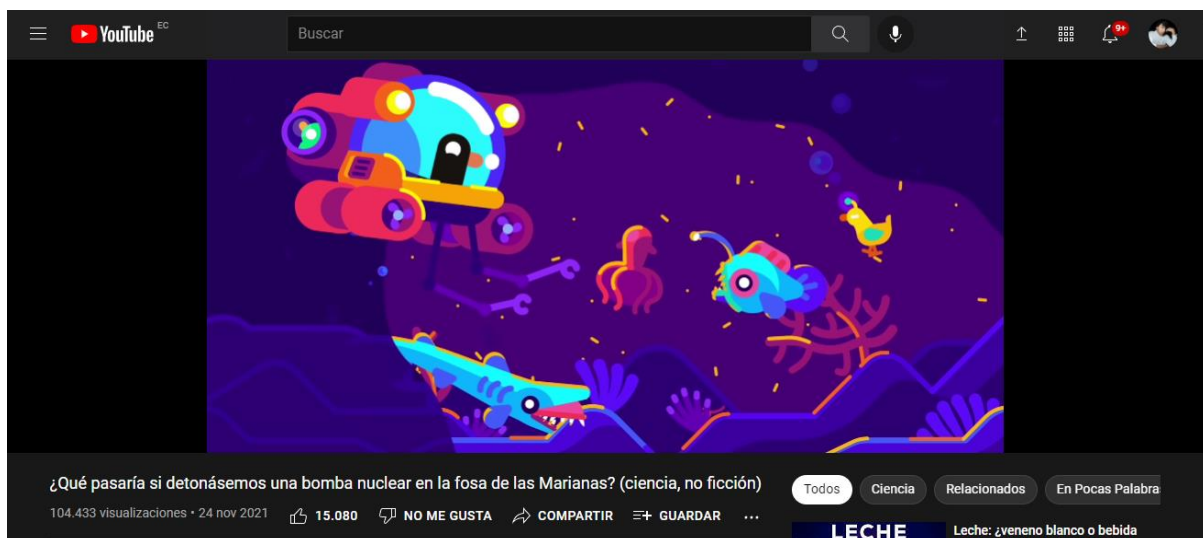 YouTube EC
Buscar
9+
¿Qué pasaría si detonásemos una bomba nuclear en la fosa de las Marianas? (ciencia, no ficción)
104.433 visualizaciones • 24 nov 2021
15.080
NO ME GUSTA
COMPARTIR
GUARDAR
...
Todos
Ciencia
Relacionados
En Pocas Palabra
LECHE
Leche: ¿veneno blanco o bebida